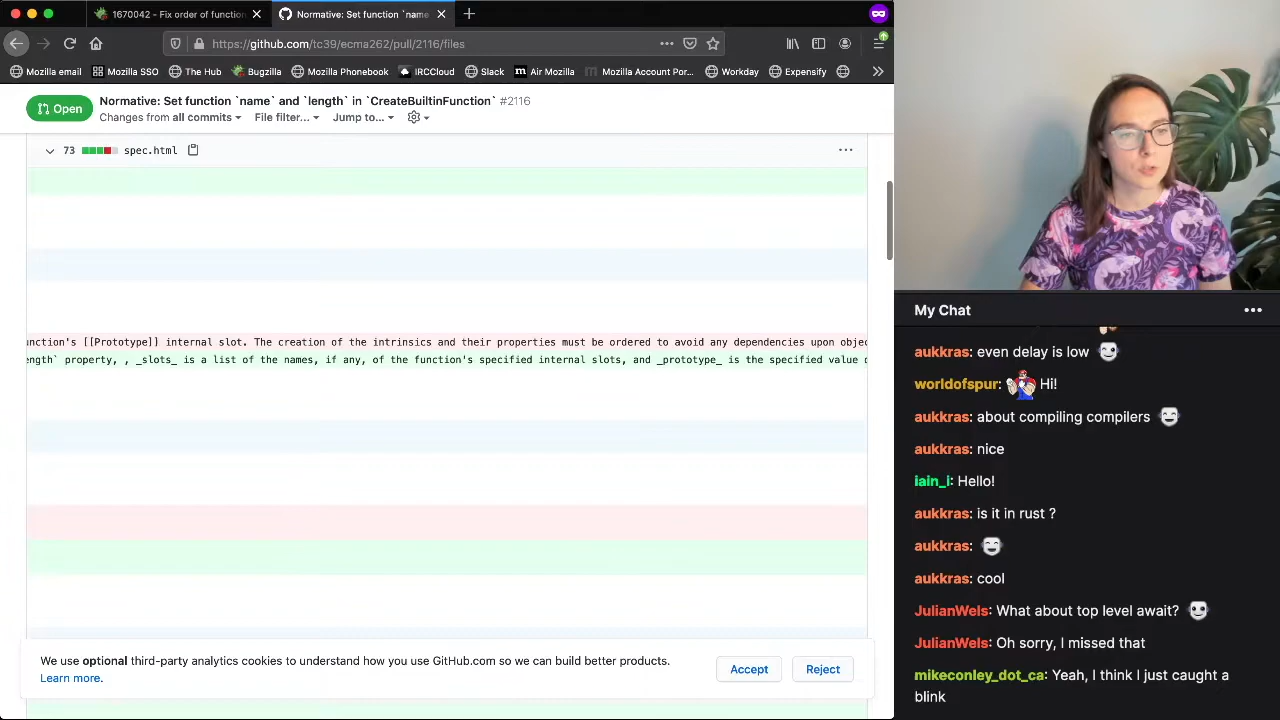 1670042 - Fix order of function
Normative: Set function `name
https://github.com/tc39/ecma262/pull/2116/files
Mozilla email
Mozilla SSO
The Hub
Bugzilla
Mozilla Phonebook
IRCCloud
Slack
Air Mozilla
Mozilla Account Por...
Workday
Expensify
Open
Normative: Set function `name` and `length` in `CreateBuiltinFunction` #2116
Changes from all commits
File filter...
Jump to...
73
spec.html
unction's [[Prototype]] internal slot. The creation of the intrinsics and their properties must be ordered to avoid any dependencies upon objec
ength` property, , _slots_ is a list of the names, if any, of the function's specified internal slots, and _prototype_ is the specified value o
We use optional third-party analytics cookies to understand how you use GitHub.com so we can build better products.
Learn more.
Accept
Reject
My Chat
aukkras: even delay is low
worldofspur: Hi!
aukkras: about compiling compilers
aukkras: nice
iain_i: Hello!
aukkras: is it in rust ?
aukkras:
aukkras: cool
JulianWels: What about top level await?
JulianWels: Oh sorry, I missed that
mikeconley_dot_ca: Yeah, I think I just caught a
blink